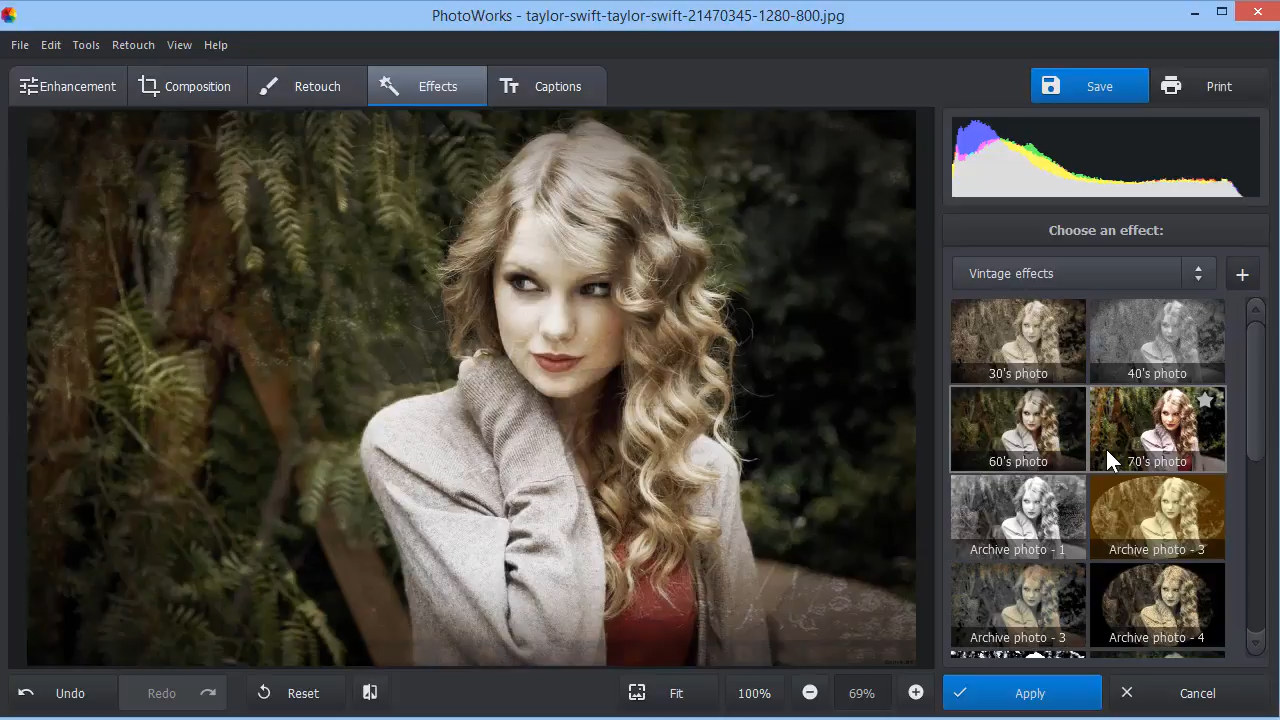 PhotoWorks - taylor-swift-taylor-swift-21470345-1280-800.jpg
File Edit Tools Retouch View Help
Enhancement Composition Retouch Effects Captions Save Print
Choose an effect:
Vintage effects
30's photo 40's photo
60's photo 70's photo
Archive photo - 1 Archive photo - 3
Archive photo - 3 Archive photo - 4
Undo Redo Reset Fit 100% 69% Apply Cancel